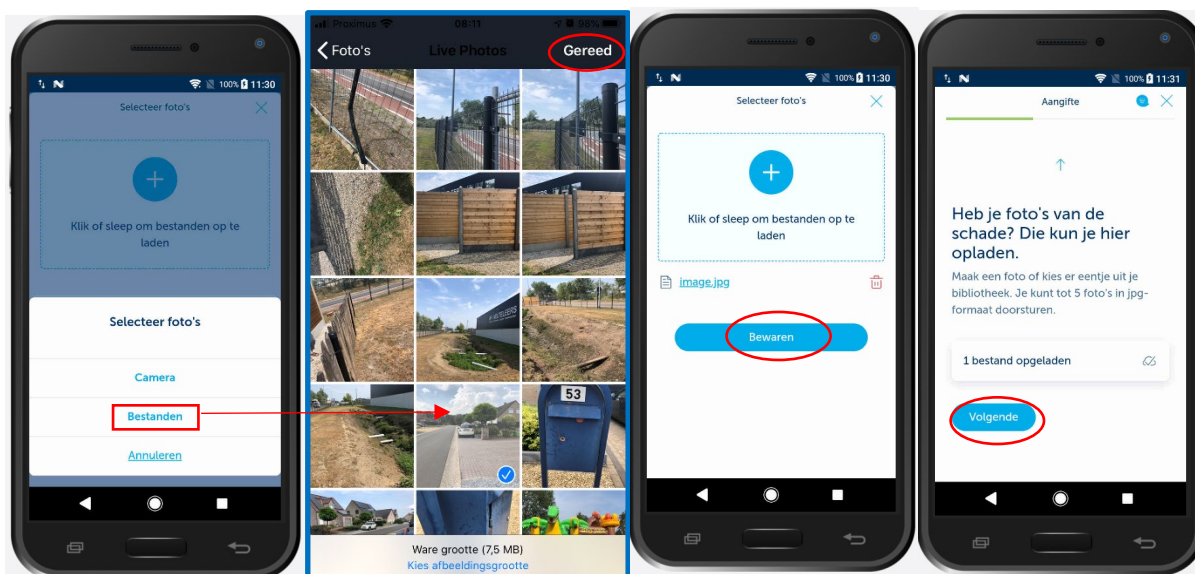 100% 11:30
Selecteer foto's
Klik of sleep om bestanden op te
laden
Selecteer foto's
Camera
Bestanden
Annuleren
Proximus 08:11 98%
Foto's Live Photos Gereed
53
Ware grootte (7,5 MB)
Kies afbeeldingsgrootte
100% 11:30
Selecteer foto's
Klik of sleep om bestanden op te
laden
image.jpg
Bewaren
100% 11:31
Aangifte
Heb je foto's van de
schade? Die kun je hier
opladen.
Maak een foto of kies er eentje uit je
bibliotheek. Je kunt tot 5 foto's in jpg-
formaat doorsturen.
1 bestand opgeladen
Volgende